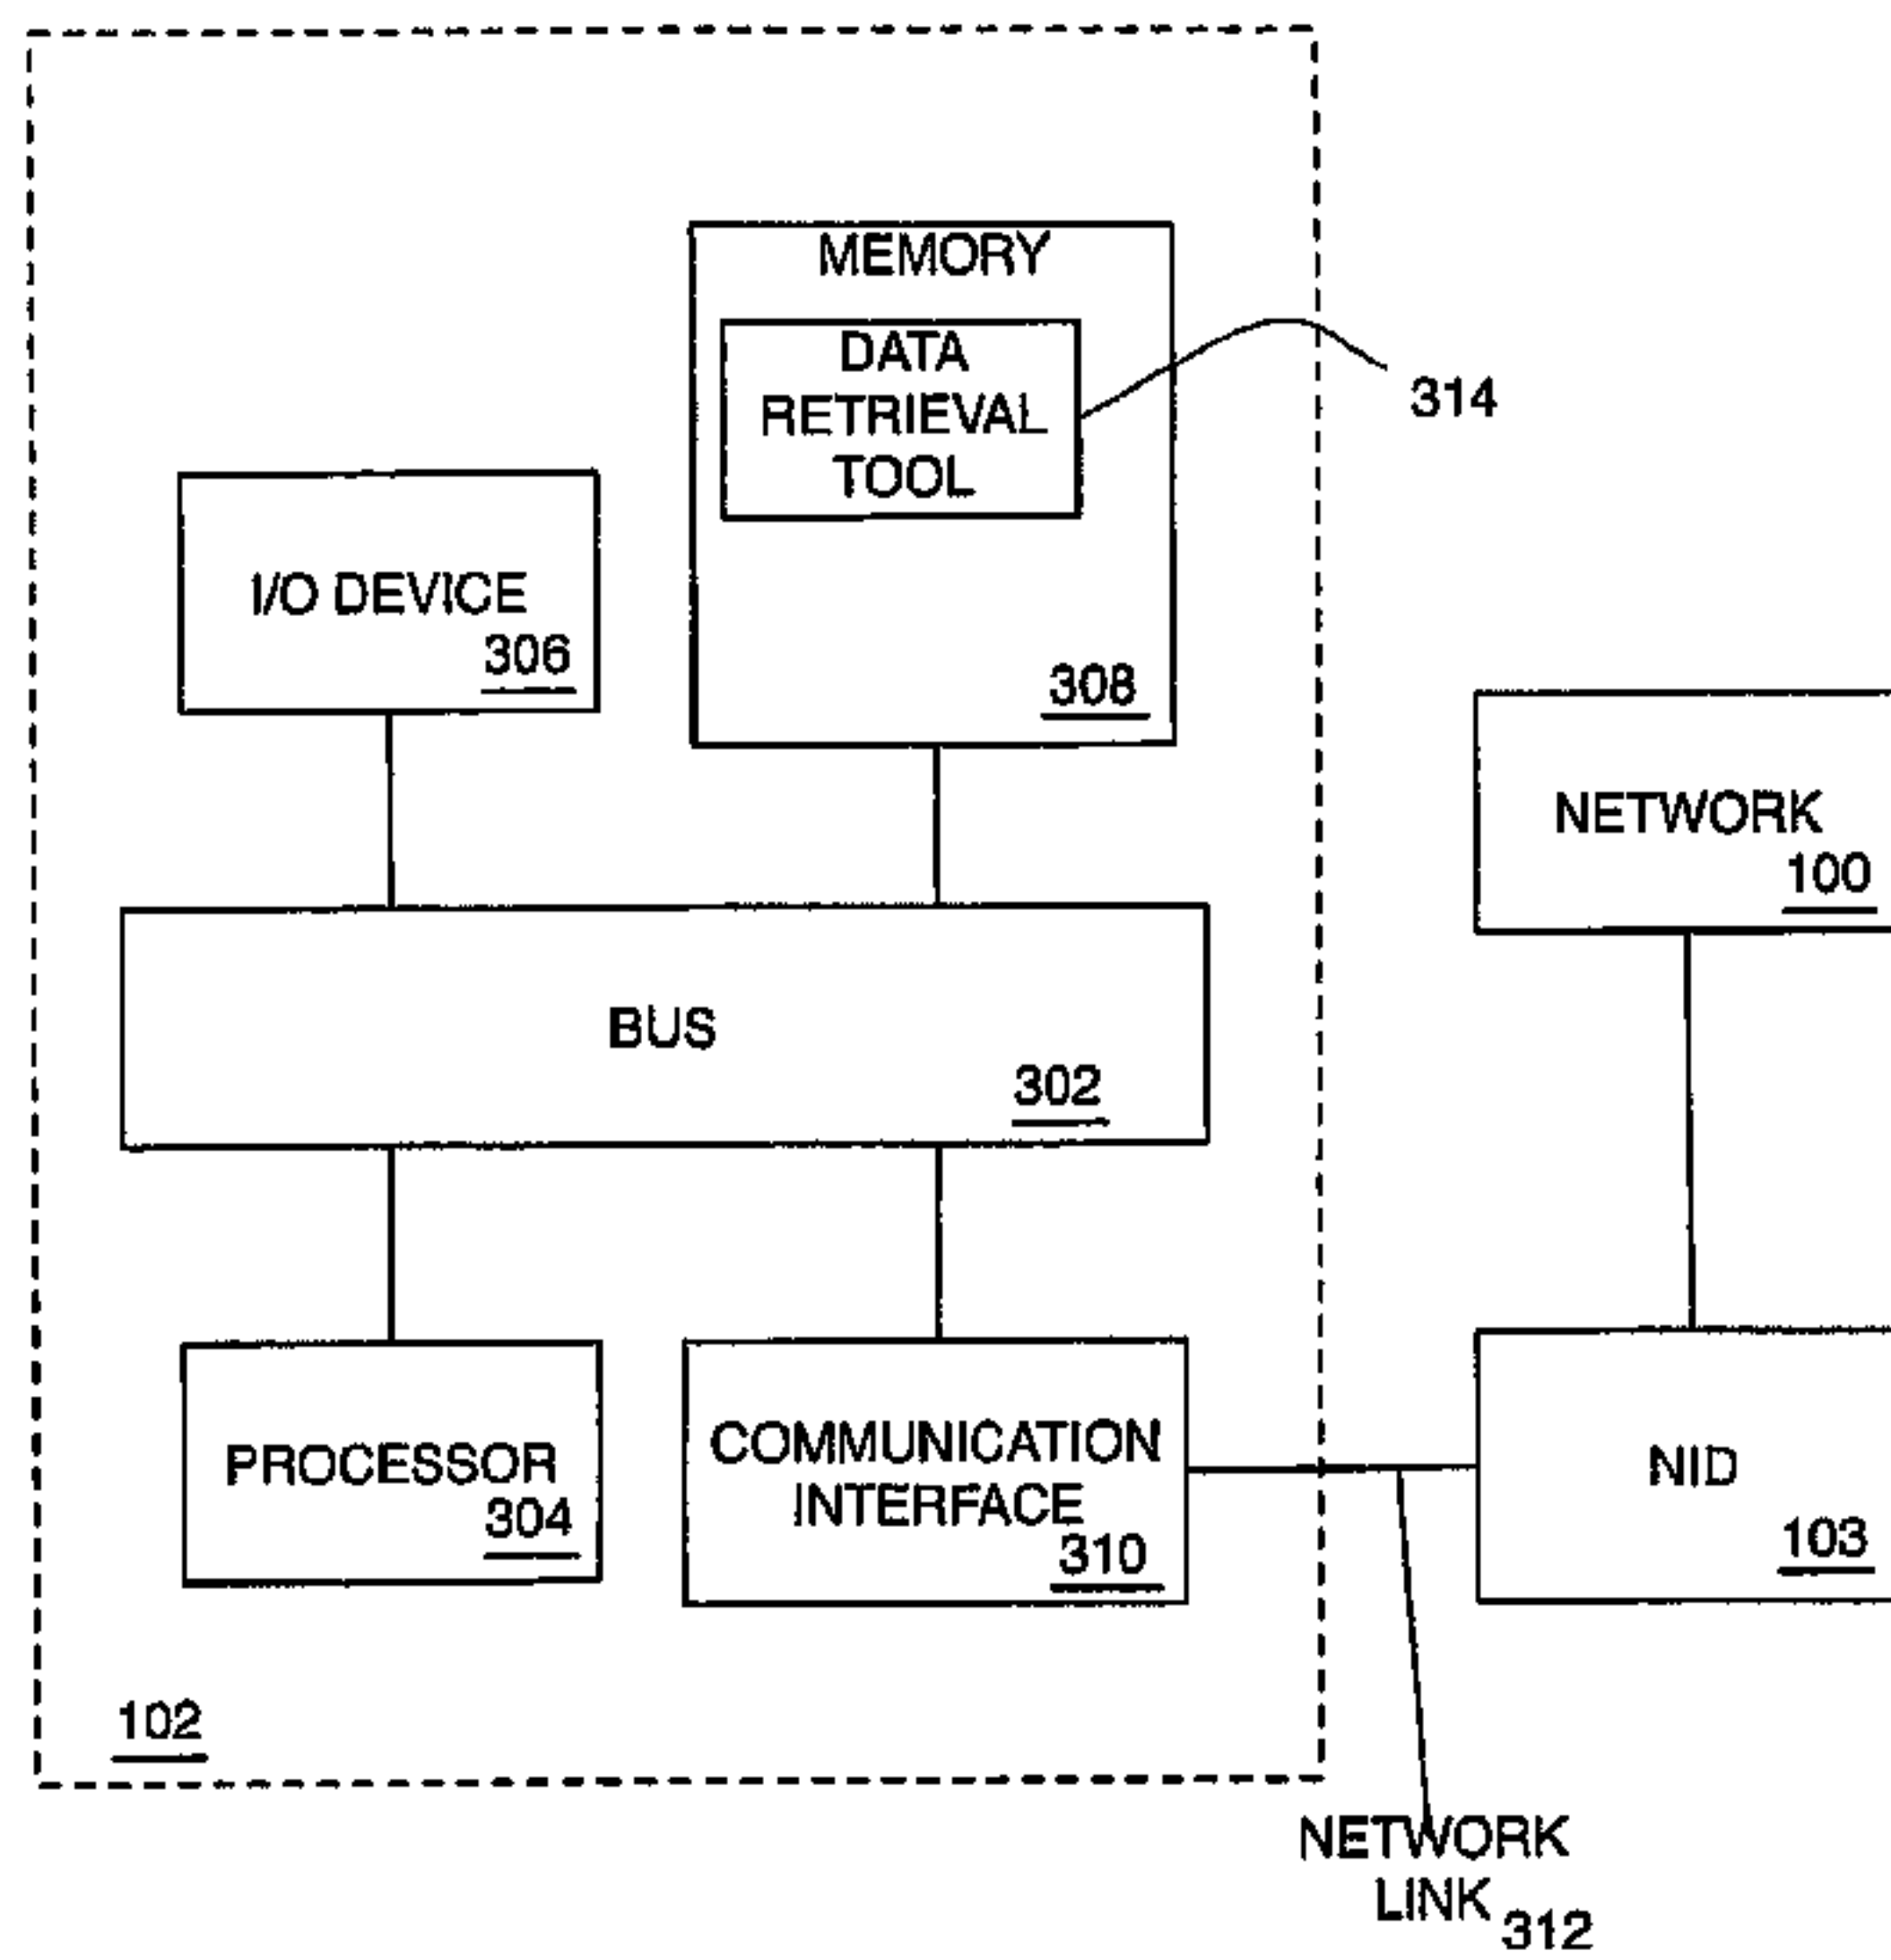 MEMORY
DATA
RETRIEVAL
TOOL
314
I/O DEVICE
306
308
NETWORK
100
BUS
302
PROCESSOR
304
COMMUNICATION
INTERFACE
310
NID
103
102
NETWORK
LINK 312